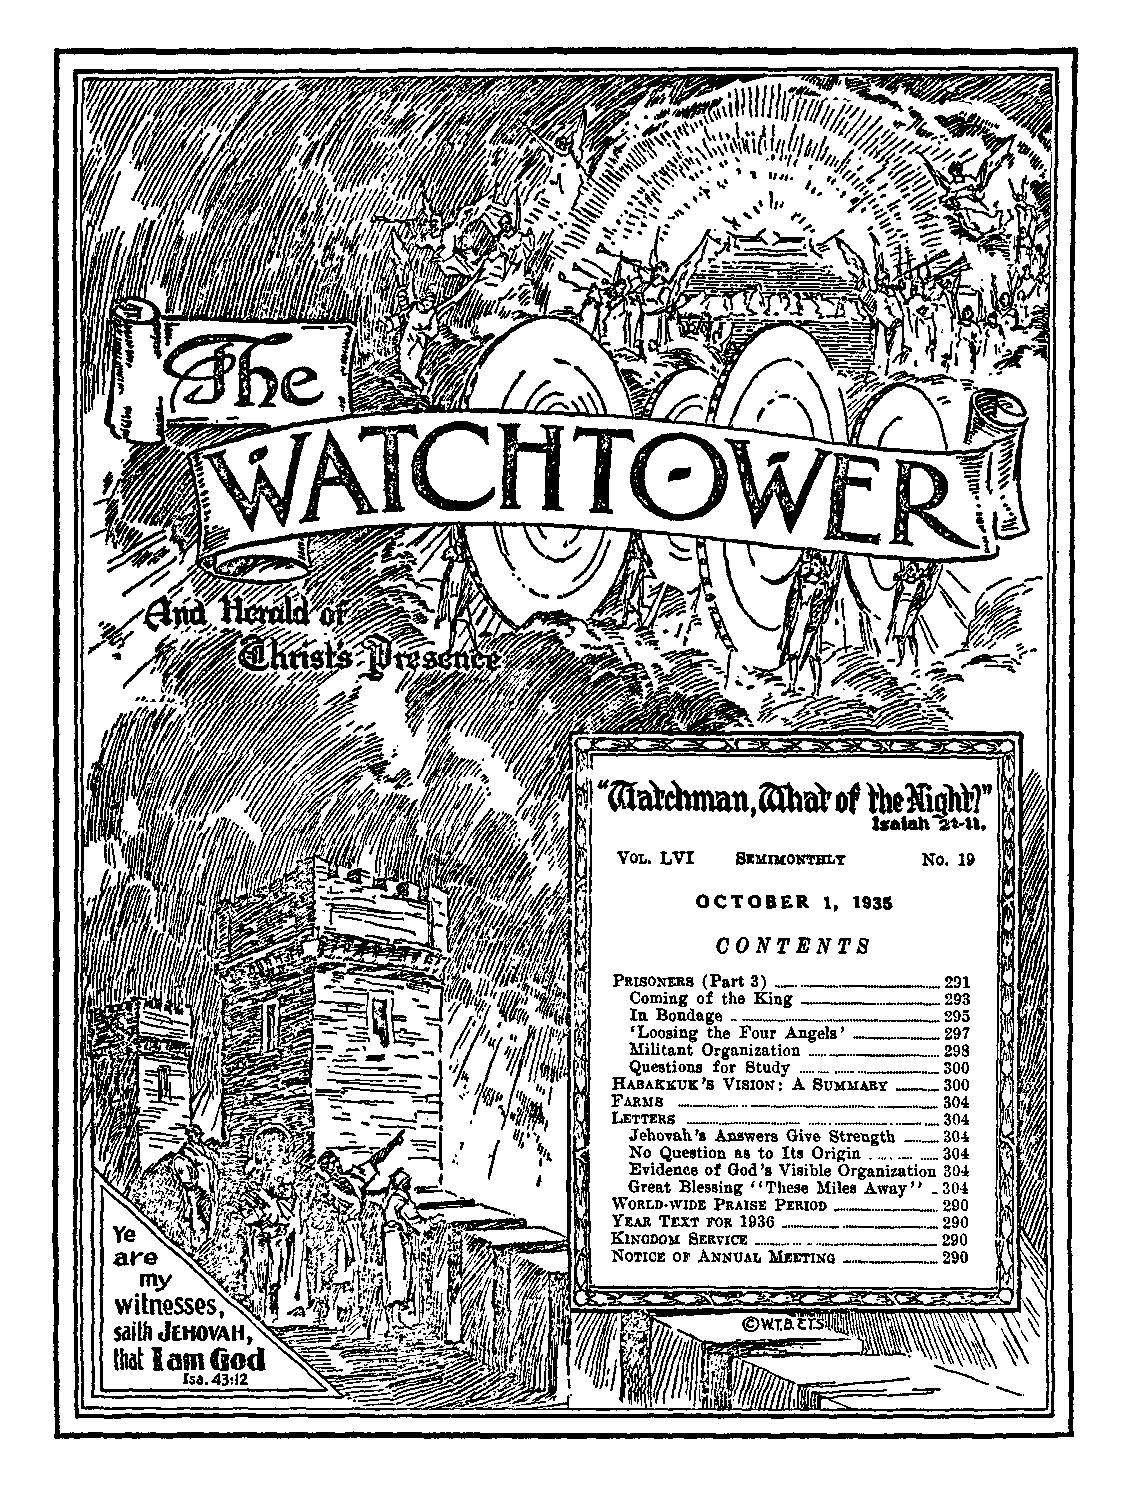 The
WATCHTOWER
And Herald of
Christ's Presence
"Watchman, What of the Night?"
Isaiah 21-11.
VOL. LVI SEMIMONTHLY No. 19
OCTOBER 1, 1935
CONTENTS
PRISONERS (Part 3) 291
Coming of the King 293
In Bondage 295
'Loosing the Four Angels' 297
Militant Organization 298
Questions for Study 300
HABAKKUK'S VISION: A SUMMARY 300
FARMS 304
LETTERS 304
Jehovah's Answers Give Strength 304
No Question as to Its Origin 304
Evidence of God's Visible Organization 304
Great Blessing "These Miles Away" 304
WORLD-WIDE PRAISE PERIOD 290
YEAR TEXT FOR 1936 290
KINGDOM SERVICE 290
NOTICE OF ANNUAL MEETING 290
©W.T.B.&T.S.
Ye
are
my
witnesses,
saith JEHOVAH,
that I am God
Isa. 43:12